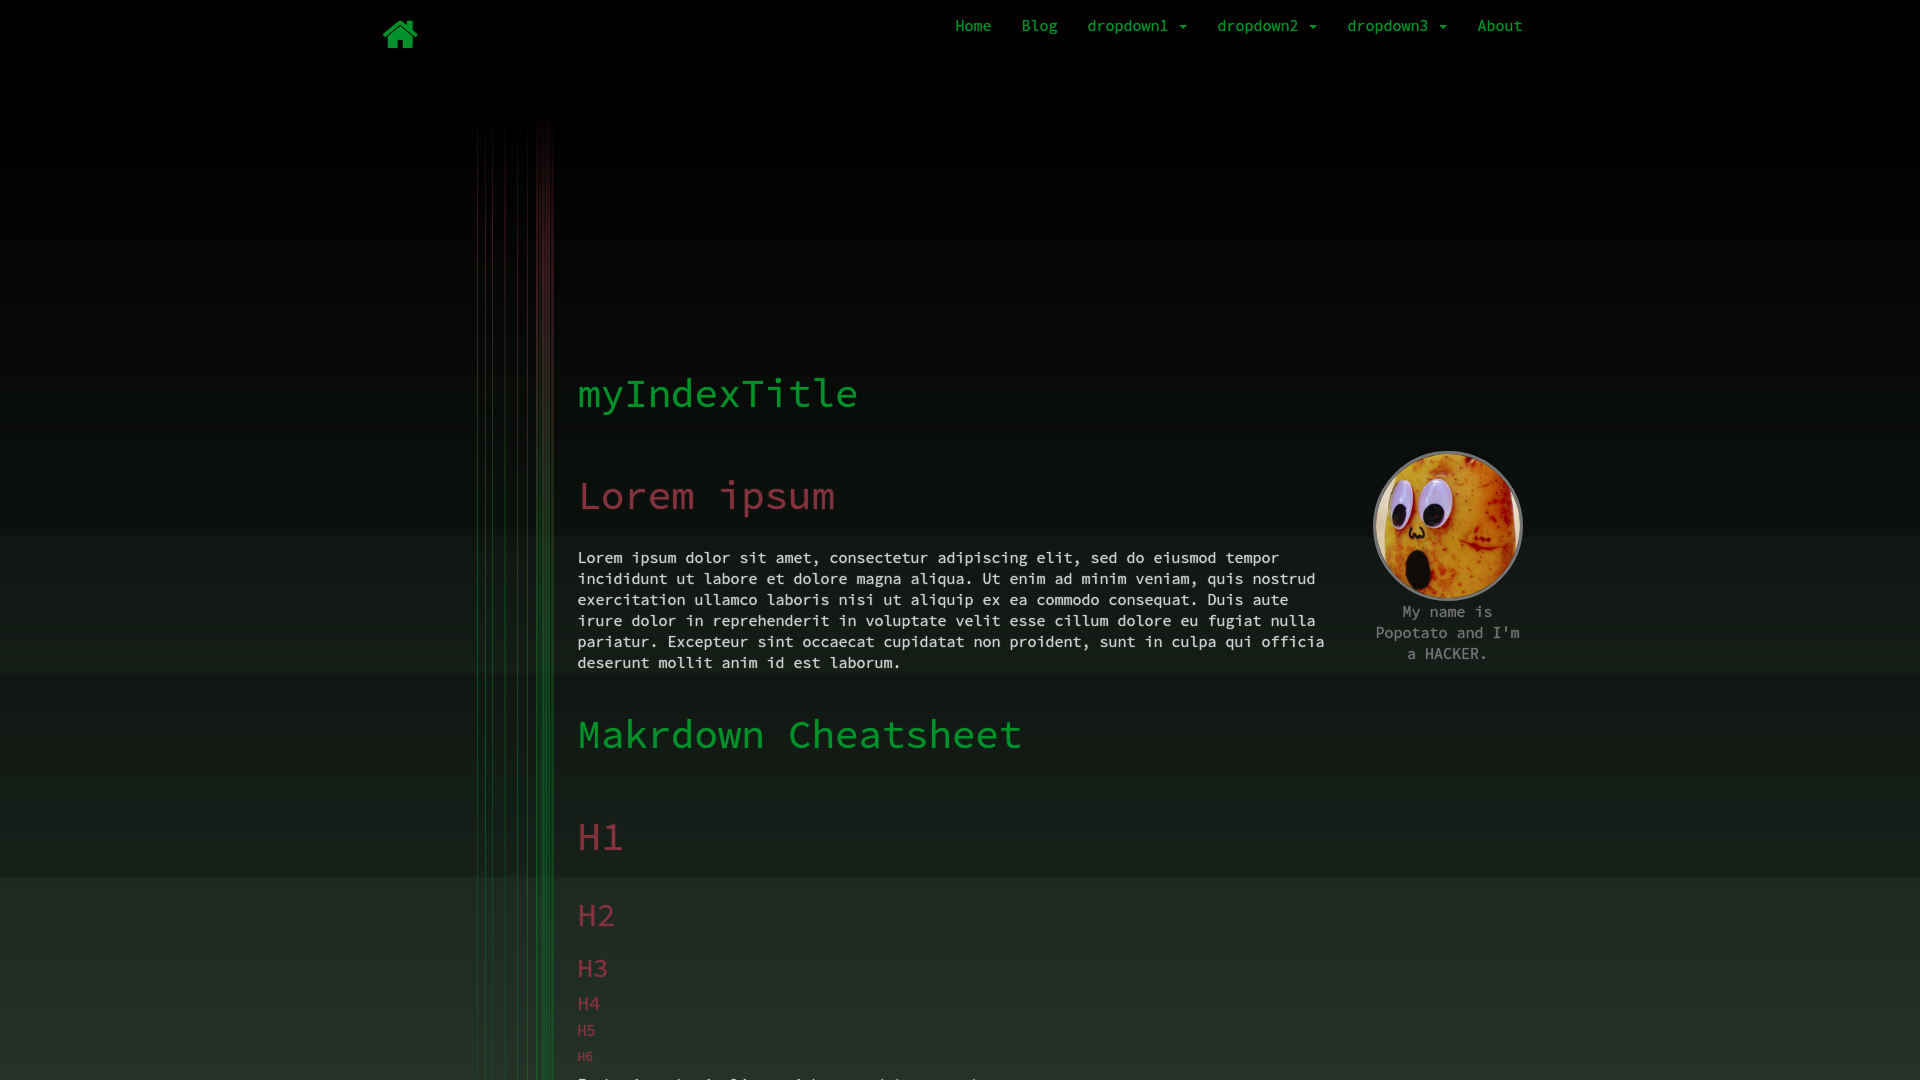 Home Blog dropdown1 dropdown2 dropdown3 About
myIndexTitle
Lorem ipsum
Lorem ipsum dolor sit amet, consectetur adipiscing elit, sed do eiusmod tempor
incididunt ut labore et dolore magna aliqua. Ut enim ad minim veniam, quis nostrud
exercitation ullamco laboris nisi ut aliquip ex ea commodo consequat. Duis aute
irure dolor in reprehenderit in voluptate velit esse cillum dolore eu fugiat nulla
pariatur. Excepteur sint occaecat cupidatat non proident, sunt in culpa qui officia
deserunt mollit anim id est laborum.
My name is
Popotato and I'm
a HACKER.
Makrdown Cheatsheet
H1
H2
H3
H4
H5
H6